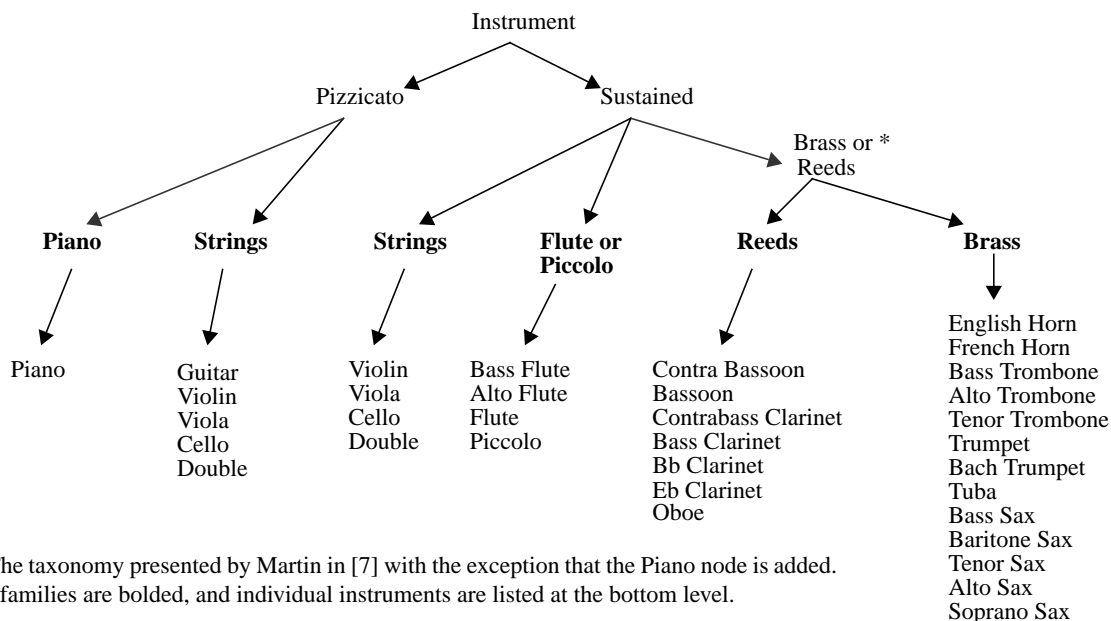 Instrument
Pizzicato
Sustained
Brass or *
Reeds
Piano
Strings
Strings
Flute or
Piccolo
Reeds
Brass
Piano
Guitar
Violin
Viola
Cello
Double
Violin
Viola
Cello
Double
Bass Flute
Alto Flute
Flute
Piccolo
Contra Bassoon
Bassoon
Contrabass Clarinet
Bass Clarinet
Bb Clarinet
Eb Clarinet
Oboe
English Horn
French Horn
Bass Trombone
Alto Trombone
Tenor Trombone
Trumpet
Bach Trumpet
Tuba
Bass Sax
Baritone Sax
Tenor Sax
Alto Sax
Soprano Sax
taxonomy presented by Martin in [7] with the exception that the Piano node is added.
families are bolded, and individual instruments are listed at the bottom level.